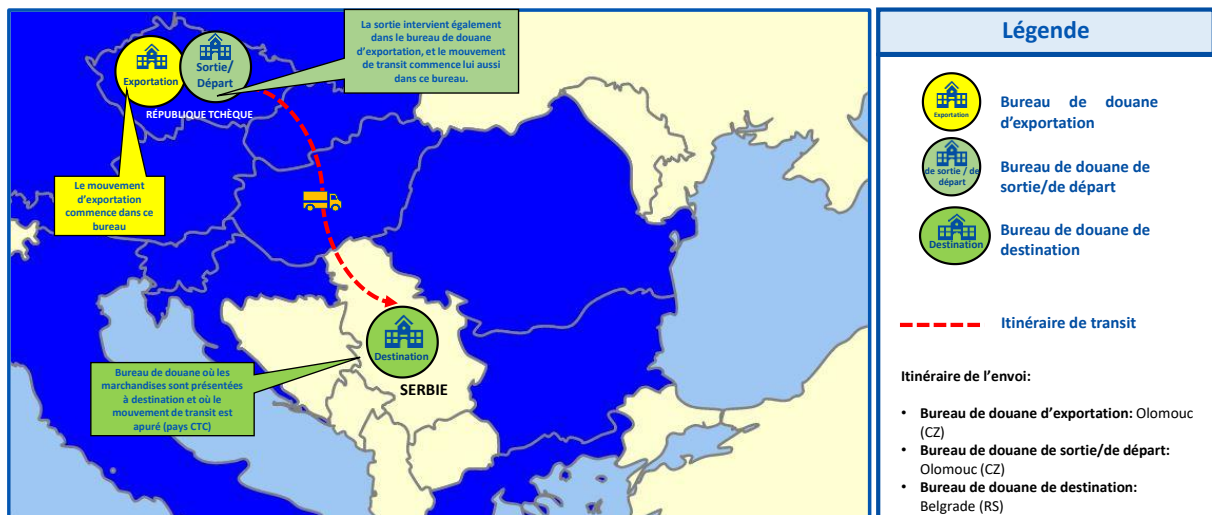 La sortie intervient également
dans le bureau de douane
d’exportation, et le mouvement
de transit commence lui aussi
dans ce bureau.
Exportation
Sortie/
Départ
RÉPUBLIQUE TCHÈQUE
Le mouvement
d’exportation
commence dans ce
bureau
Destination
SERBIE
Bureau de douane où les
marchandises sont présentées
à destination et où le
mouvement de transit est
apuré (pays CTC)
Légende
Exportation
Bureau de douane
d’exportation
de sortie / de
départ
Bureau de douane de
sortie/de départ
Destination
Bureau de douane de
destination
Itinéraire de transit
Itinéraire de l’envoi:
• Bureau de douane d’exportation: Olomouc
(CZ)
• Bureau de douane de sortie/de départ:
Olomouc (CZ)
• Bureau de douane de destination:
Belgrade (RS)